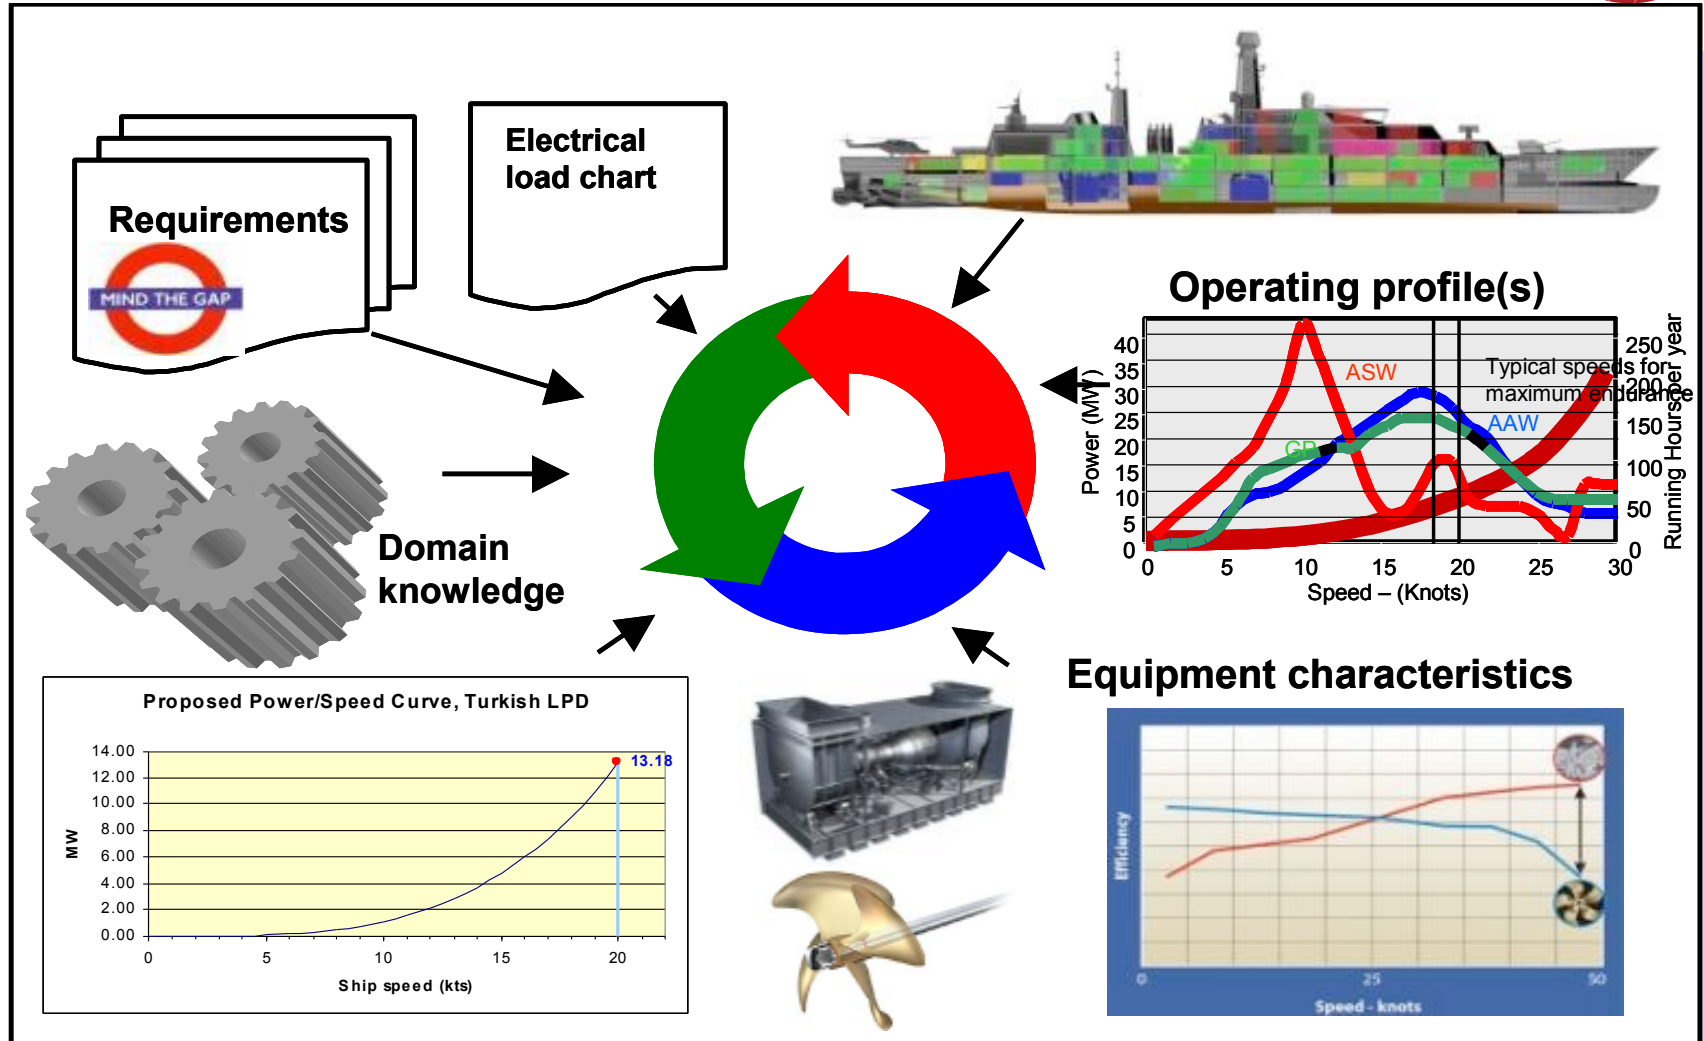 Electrical
load chart
Requirements
MIND THE GAP
Operating profile(s)
Power (MW)
40
35
30
25
20
15
10
5
0
ASW
GP
AAW
Typical speeds for
maximum endurance
250
200
150
100
50
0
Running Hours per year
0 5 10 15 20 25 30
Speed – (Knots)
Domain
knowledge
Proposed Power/Speed Curve, Turkish LPD
MW
14.00
12.00
10.00
8.00
6.00
4.00
2.00
0.00
13.18
0 5 10 15 20
Ship speed (kts)
Equipment characteristics
Efficiency
0 25 50
Speed - knots